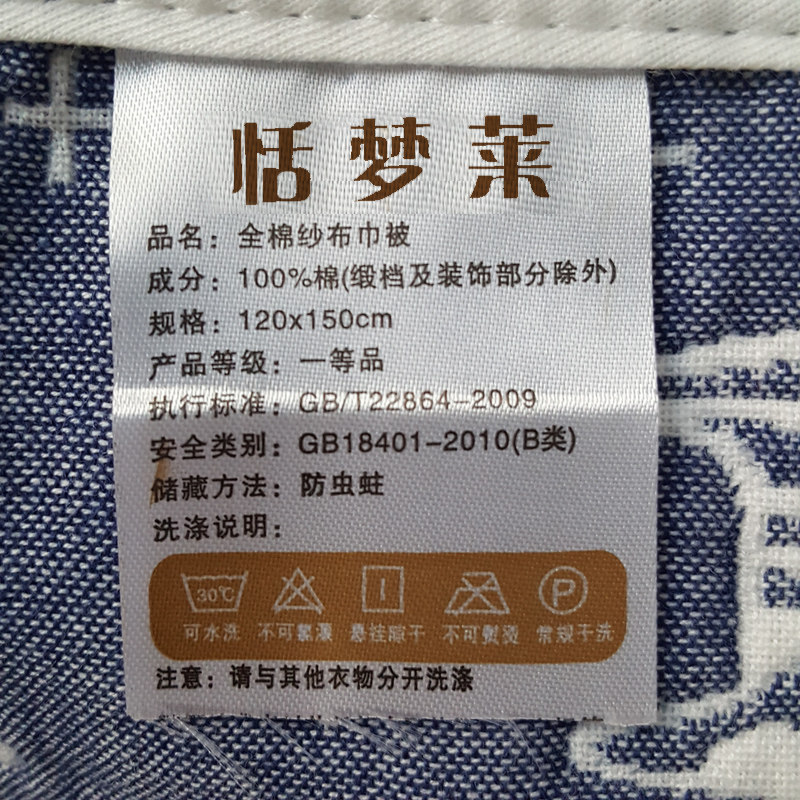 恬梦莱
品名：全棉纱布巾被
成分：100%棉(缎档及装饰部分除外)
规格：120x150cm
产品等级：一等品
执行标准：GB/T22864-2009
安全类别：GB18401-2010(B类)
储藏方法：防虫蛀
洗涤说明：
30℃ P
可水洗 不可氯漂 悬挂晾干 不可熨烫 常规干洗
注意：请与其他衣物分开洗涤